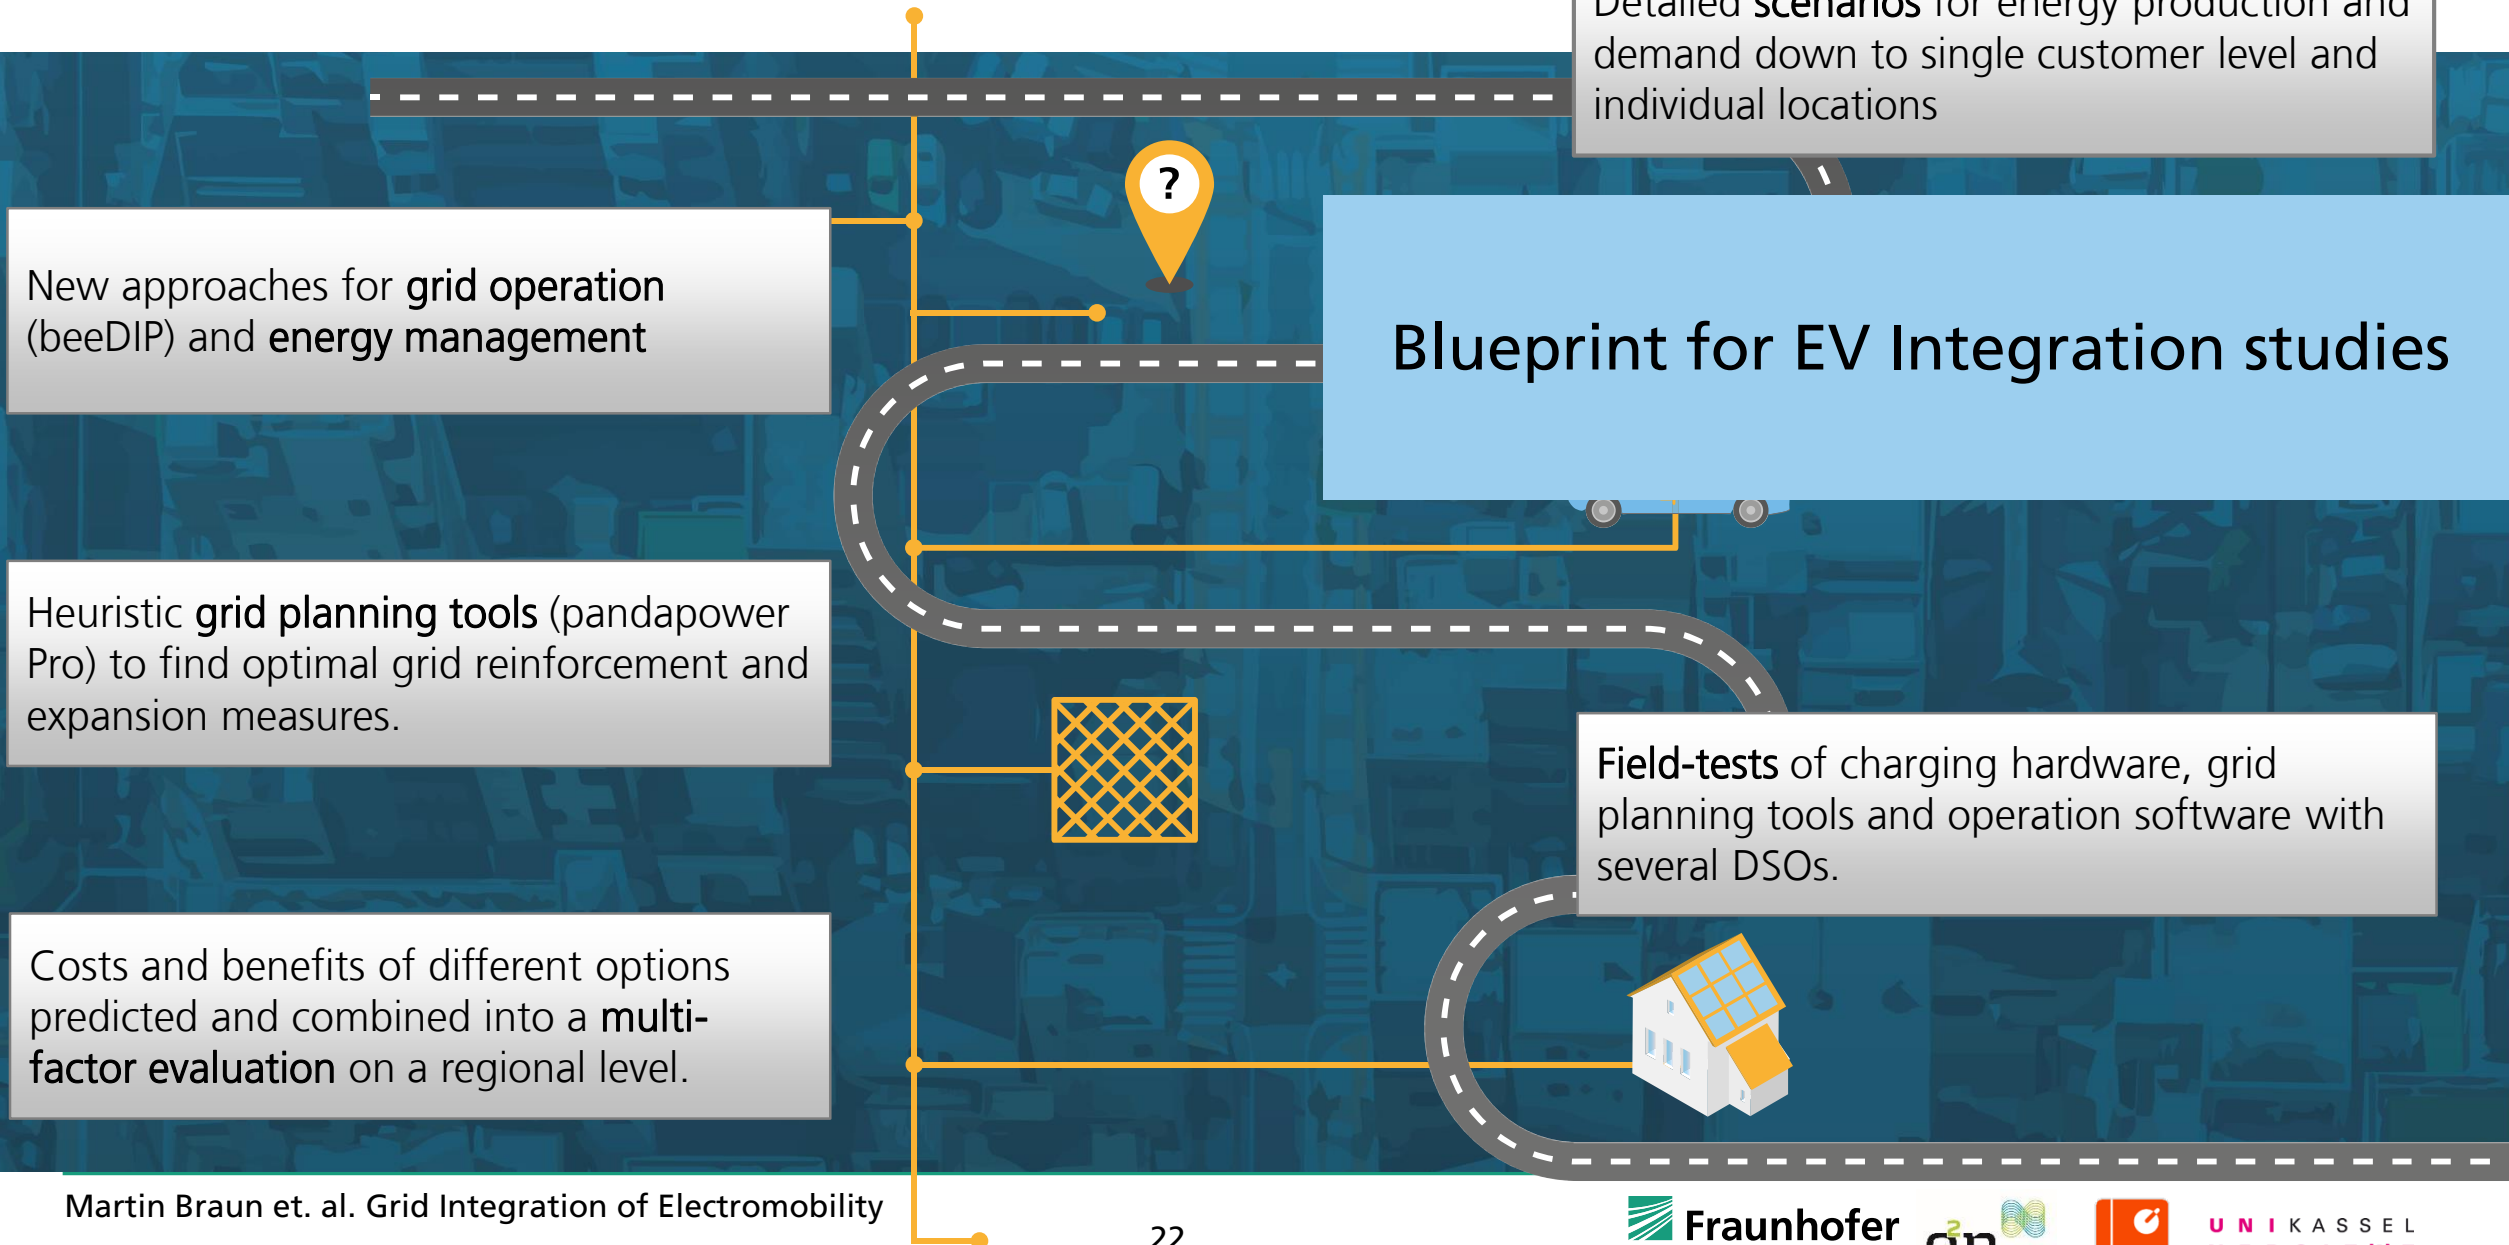 Detailed scenarios for energy production and
demand down to single customer level and
individual locations
?
New approaches for grid operation
(beeDIP) and energy management
Blueprint for EV Integration studies
Heuristic grid planning tools (pandapower
Pro) to find optimal grid reinforcement and
expansion measures.
Field-tests of charging hardware, grid
planning tools and operation software with
several DSOs.
Costs and benefits of different options
predicted and combined into a multi-
factor evaluation on a regional level.
Martin Braun et. al. Grid Integration of Electromobility
22
Fraunhofer
UNIKASSEL